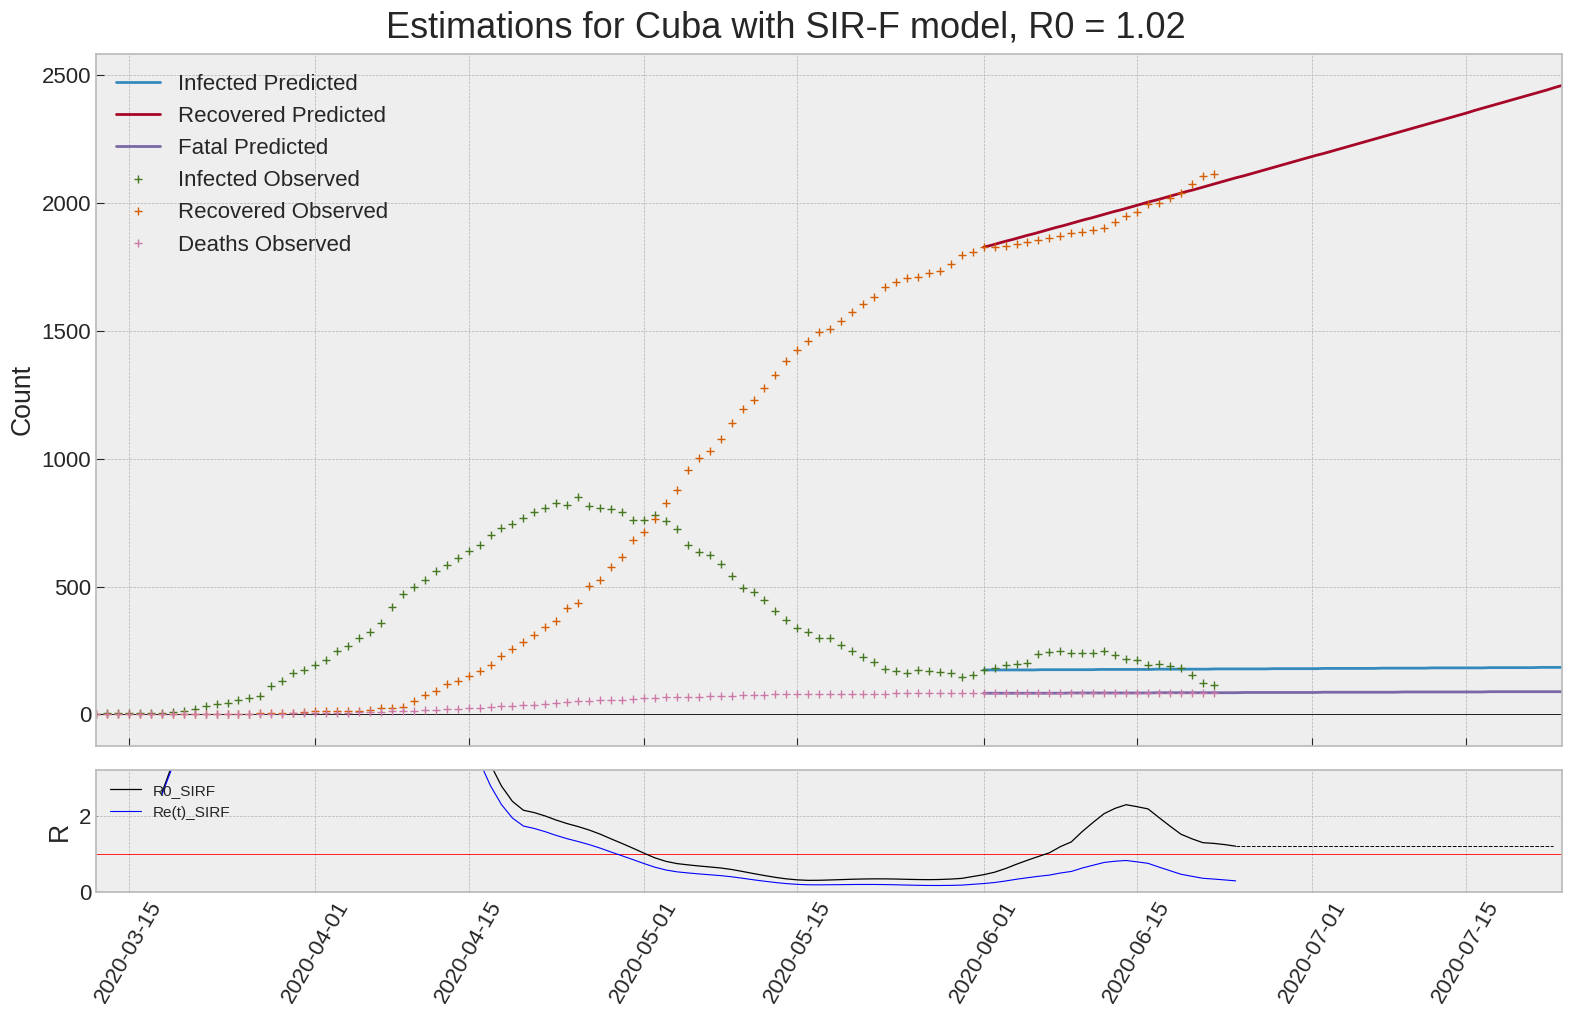 Estimations for Cuba with SIR-F model, R0 = 1.02
2500
2000
1500
1000
500
0
Count
Infected Predicted
Recovered Predicted
Fatal Predicted
Infected Observed
Recovered Observed
Deaths Observed
2
0
R
R0_SIRF
Re(t)_SIRF
2020-03-15
2020-04-01
2020-04-15
2020-05-01
2020-05-15
2020-06-01
2020-06-15
2020-07-01
2020-07-15